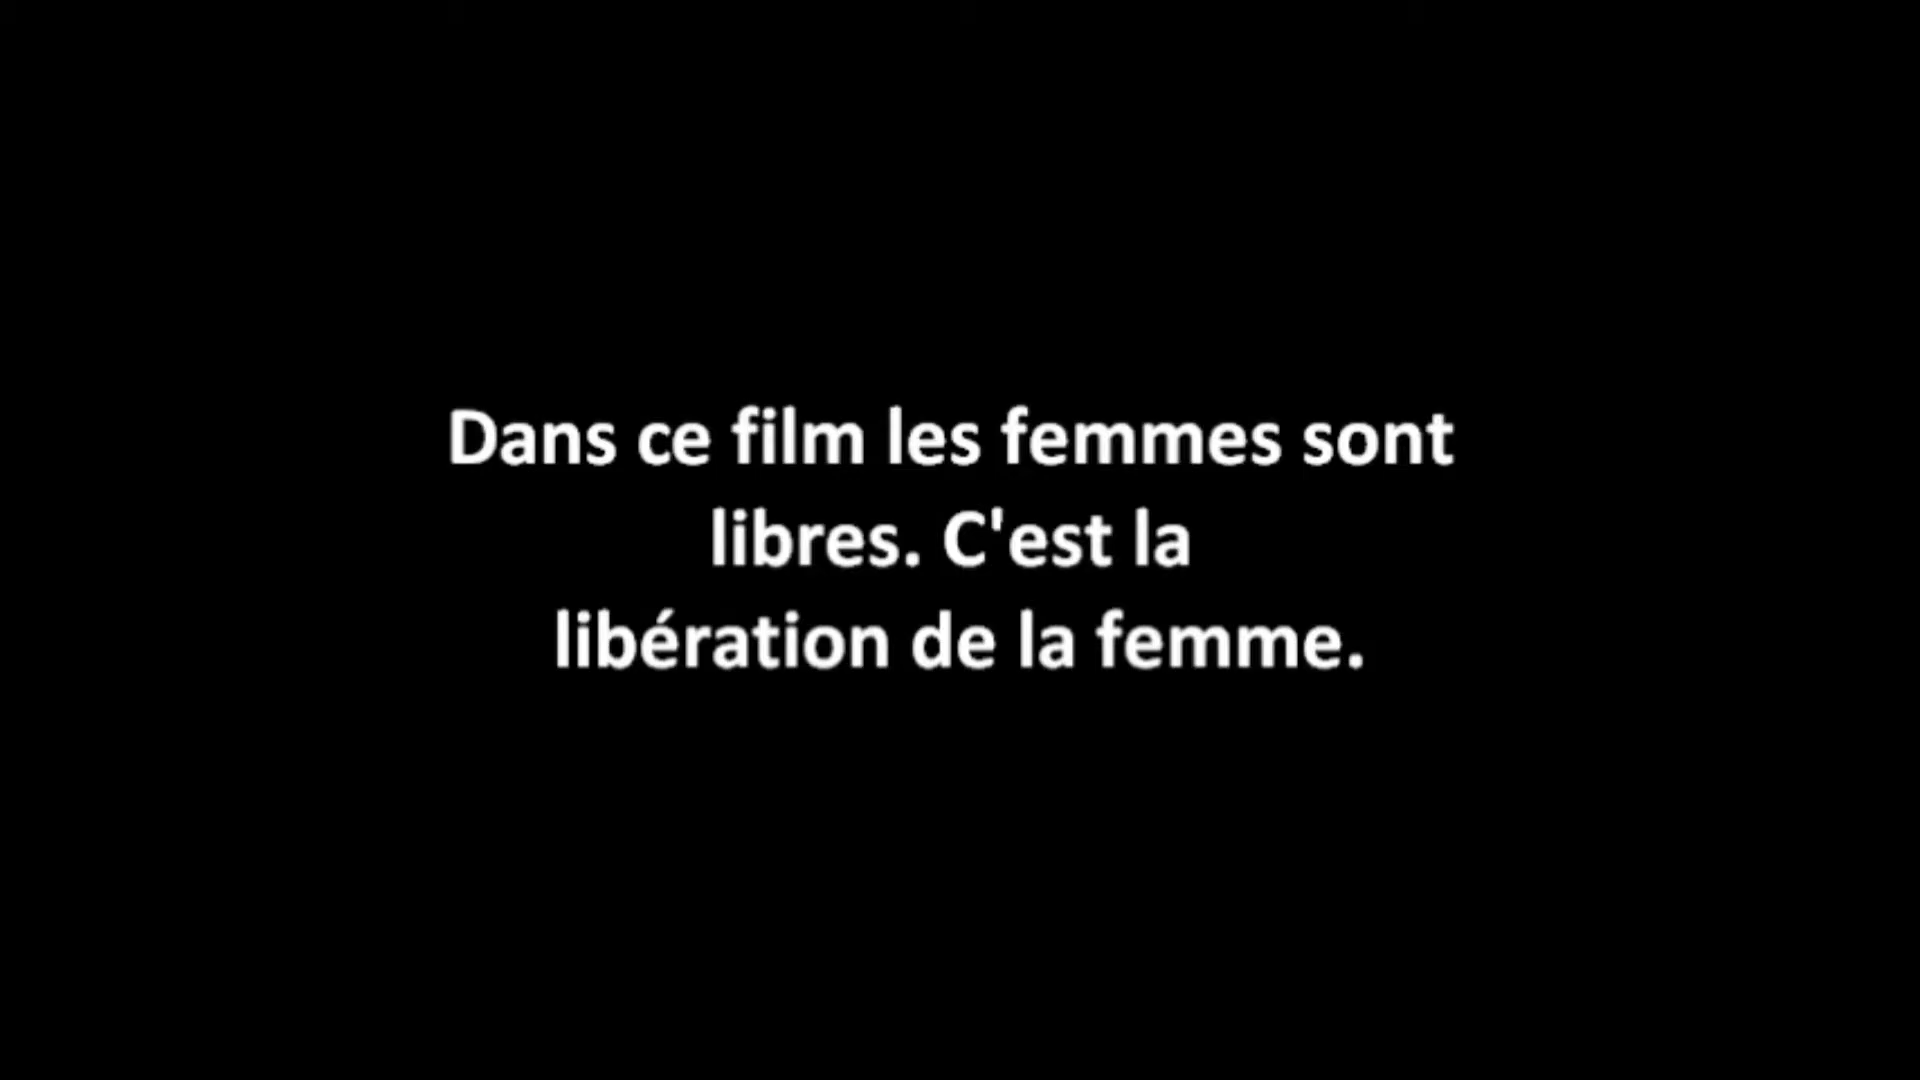 Dans ce film les femmes sont
libres. C'est la
libération de la femme.